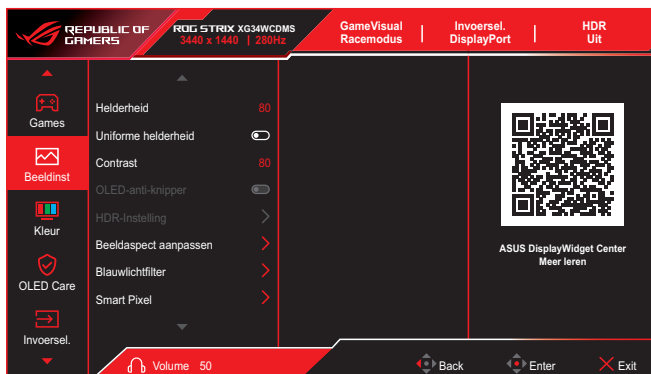 REPUBLIC OF
GAMERS
ROG STRIX XG34WCDMS
3440 x 1440 | 280Hz
GameVisual
Racemodus
Invoersel.
DisplayPort
HDR
Uit
Games
Beeldinst
Kleur
OLED Care
Invoersel.
Helderheid 80
Uniforme helderheid
Contrast 80
OLED-anti-knipper
HDR-Instelling
Beeldaspect aanpassen
Blauwlichtfilter
Smart Pixel
ASUS DisplayWidget Center
Meer leren
Volume 50
Back
Enter
Exit